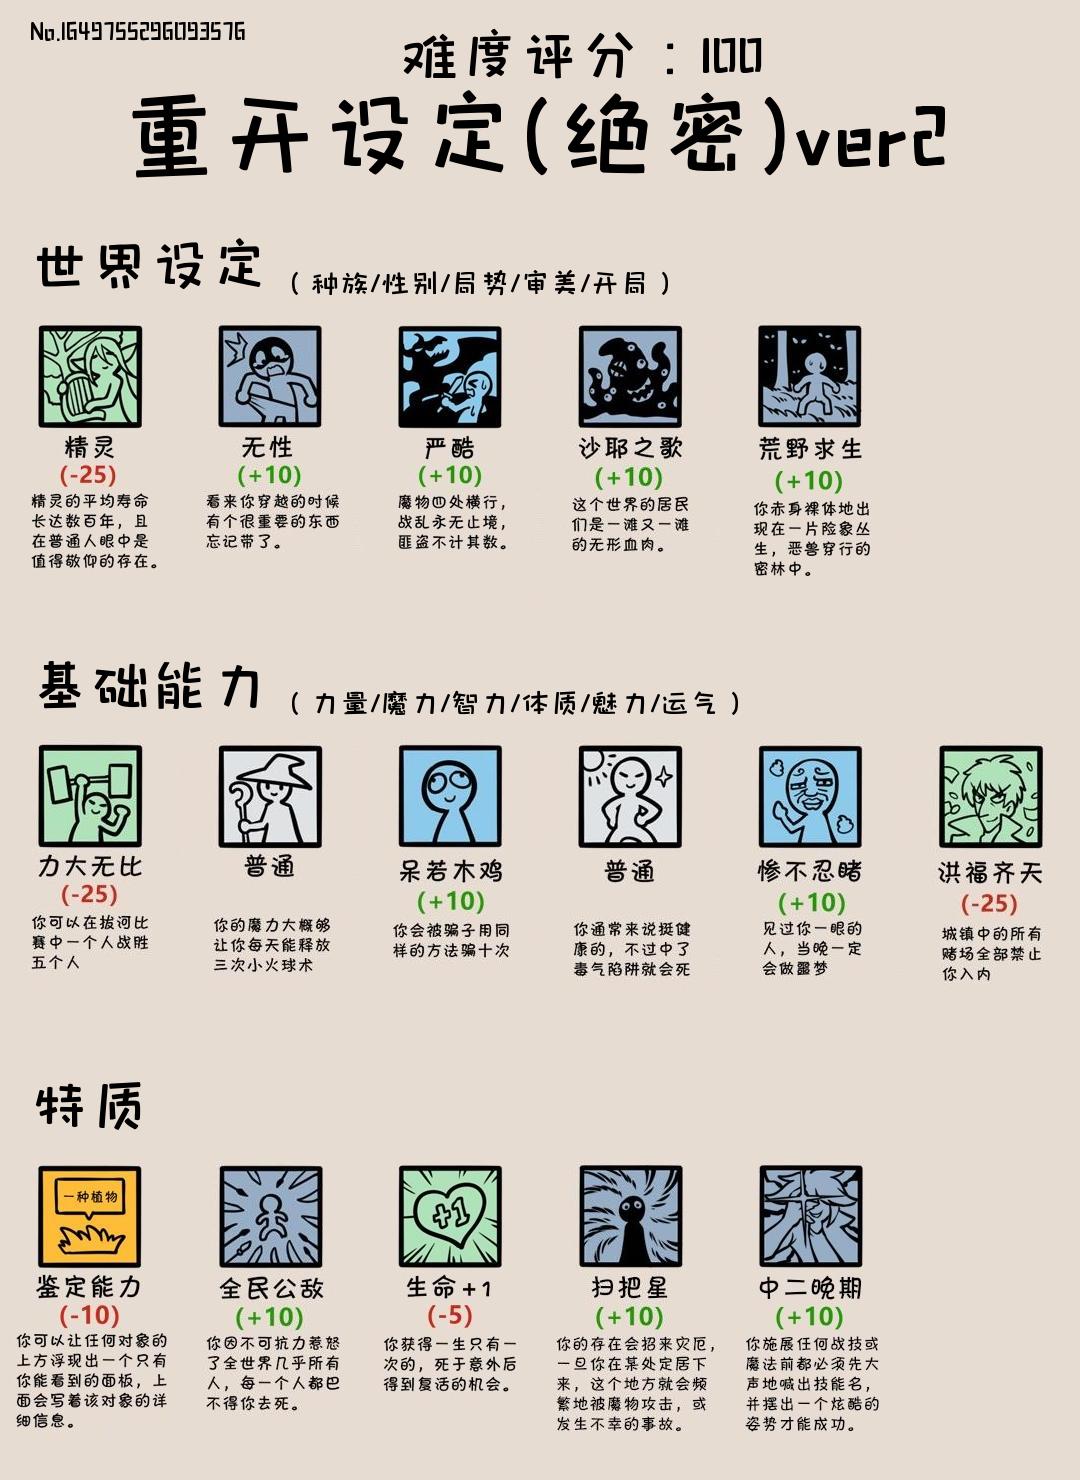 No.1649755296093576
难度评分：100
重开设定(绝密)ver2
世界设定 (种族/性别/局势/审美/开局)
精灵 无性 严酷 沙耶之歌 荒野求生
(-25) (+10) (+10) (+10) (+10)
精灵的平均寿命
长达数百年，且
在普通人眼中是
值得敬仰的存在。
看来你穿越的时候
有个很重要的东西
忘记带了。
魔物四处横行，
战乱永无止境，
匪盗不计其数。
这个世界的居民
们是一滩又一滩
的无形血肉。
你赤身裸体地出
现在一片险象丛
生，恶兽穿行的
密林中。
基础能力 (力量/魔力/智力/体质/魅力/运气)
力大无比 普通 呆若木鸡 普通 惨不忍睹 洪福齐天
(-25) (+10) (+10) (-25)
你可以在拔河比
赛中一个人战胜
五个人
你的魔力大概够
让你每天能释放
三次小火球术
你会被骗子用同
样的方法骗十次
你通常来说挺健
康的，不过中了
毒气陷阱就会死
见过你一眼的
人，当晚一定
会做噩梦
城镇中的所有
赌场全部禁止
你入内
特质
一种植物
+1
鉴定能力 全民公敌 生命+1 扫把星 中二晚期
(-10) (+10) (-5) (+10) (+10)
你可以让任何对象的
上方浮现出一个只有
你能看到的面板，上
面会写着该对象的详
细信息。
你因不可抗力惹怒
了全世界几乎所有
人，每一个人都巴
不得你去死。
你获得一生只有一
次的，死于意外后
得到复活的机会。
你的存在会招来灾厄，
一旦你在某处定居下
来，这个地方就会频
繁地被魔物攻击，或
发生不幸的事故。
你施展任何战技或
魔法前都必须先大
声地喊出技能名，
并摆出一个炫酷的
姿势才能成功。